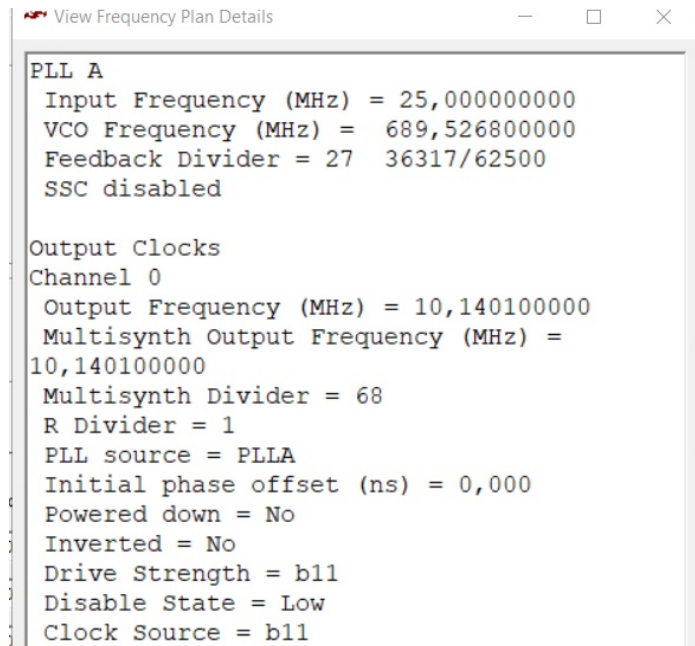 View Frequency Plan Details
PLL A
Input Frequency (MHz) = 25,000000000
VCO Frequency (MHz) =  689,526800000
Feedback Divider = 27  36317/62500
SSC disabled
Output Clocks
Channel 0
Output Frequency (MHz) = 10,140100000
Multisynth Output Frequency (MHz) =
10,140100000
Multisynth Divider = 68
R Divider = 1
PLL source = PLLA
Initial phase offset (ns) = 0,000
Powered down = No
Inverted = No
Drive Strength = b11
Disable State = Low
Clock Source = b11